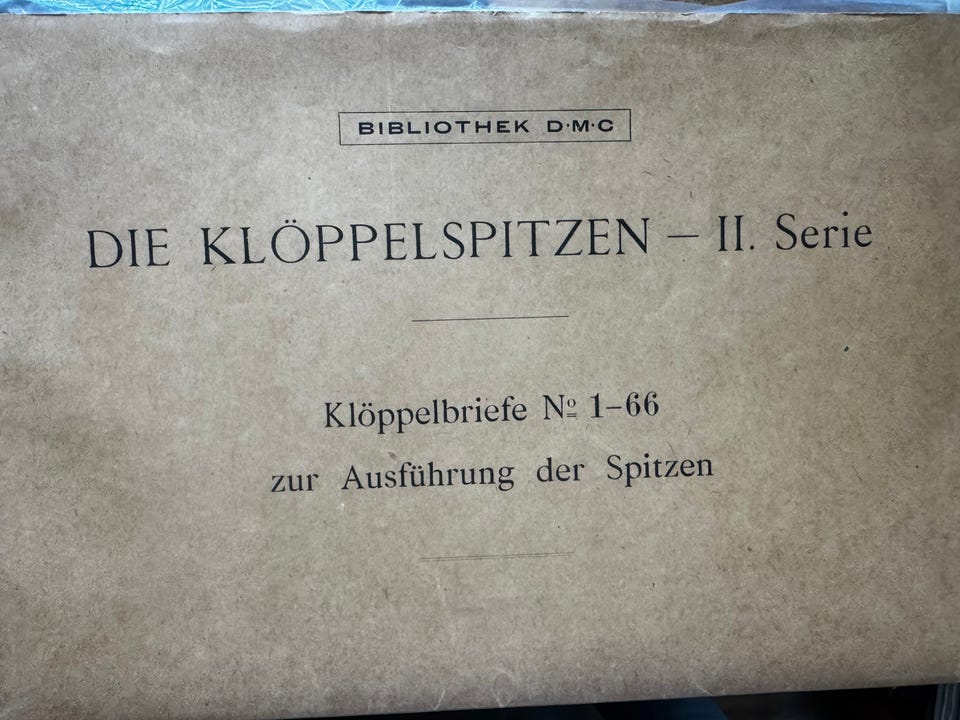 BIBLIOTHEK D·M·C
DIE KLÖPPELSPITZEN — II. Serie
Klöppelbriefe Nº 1–66
zur Ausführung der Spitzen